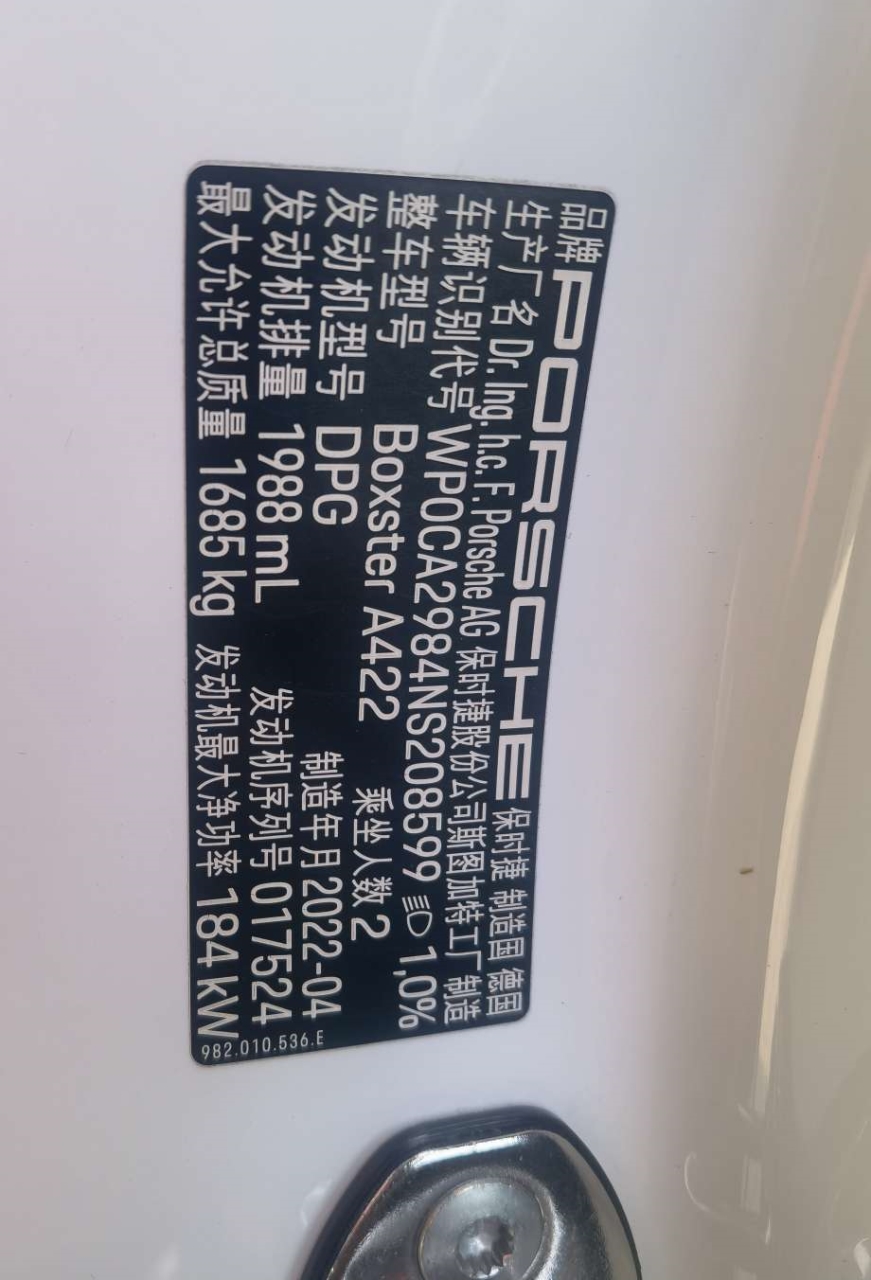 品牌 PORSCHE 保时捷 制造国 德国
生产厂名 Dr. Ing. h.c. F. Porsche AG 保时捷股份公司斯图加特工厂 制造
车辆识别代号 WP0CA2984NS208599 1,0%
整车型号 Boxster A422 乘坐人数 2
发动机型号 DPG 制造年月 2022-04
发动机排量 1988 mL 发动机序列号 017524
最大允许总质量 1685 kg 发动机最大净功率 184 kW
982.010.536.E